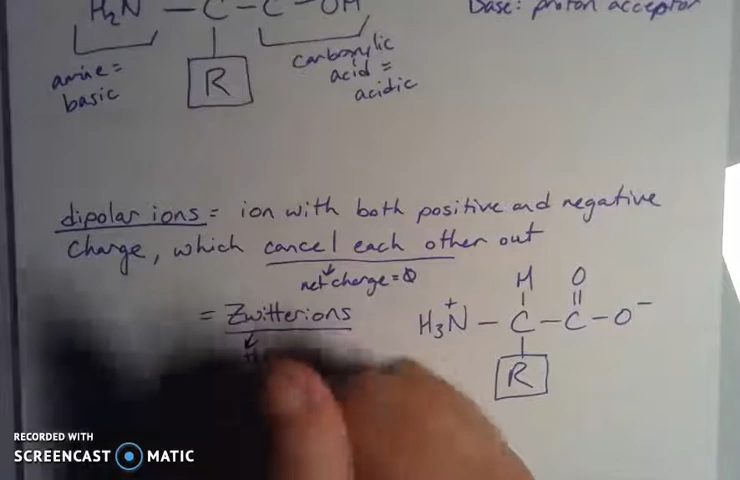 H₂N — C – C – OH
Base: proton acceptor
amine =
basic
R
carboxylic
acid =
acidic
dipolar ions = ion with both positive and negative
charge, which cancel each other out
net charge = 0
= Zwitterions
H O
H₃N⁺ – C – C – O⁻
R
RECORDED WITH
SCREENCAST MATIC